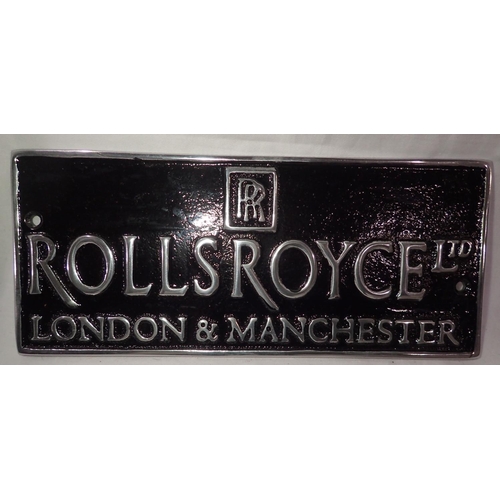 RR
ROLLSROYCE LTD
LONDON & MANCHESTER